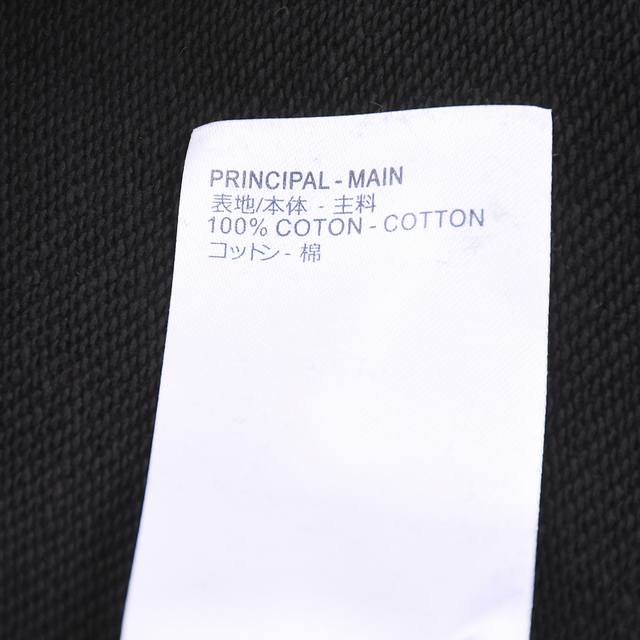 PRINCIPAL - MAIN
表地/本体 - 主料
100% COTON - COTTON
コットン - 棉